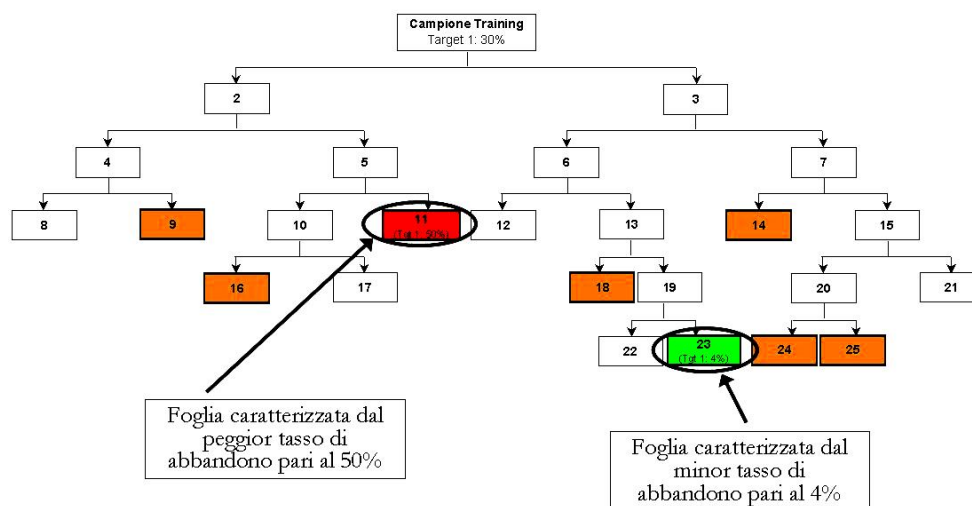 Campione Training
Target 1: 30%
2
3
4
5
6
7
8
9
10
11
(Tgt 1: 50%)
12
13
14
15
16
17
18
19
20
21
22
23
(Tgt 1: 4%)
24
25
Foglia caratterizzata dal
peggior tasso di
abbandono pari al 50%
Foglia caratterizzata dal
minor tasso di
abbandono pari al 4%